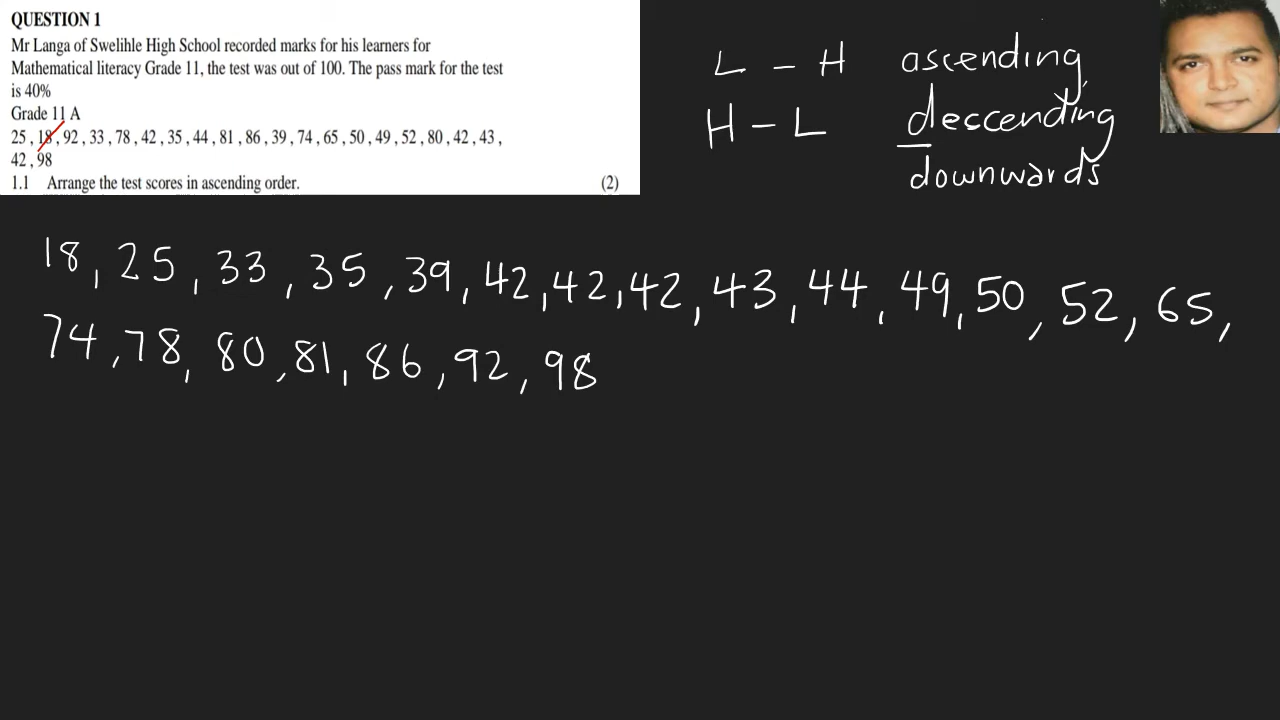 QUESTION 1
Mr Langa of Swelihle High School recorded marks for his learners for
Mathematical literacy Grade 11, the test was out of 100. The pass mark for the test
is 40%
Grade 11 A
25 , 18 , 92 , 33 , 78 , 42 , 35 , 44 , 81 , 86 , 39 , 74 , 65 , 50 , 49 , 52 , 80 , 42 , 43 ,
42 , 98
1.1 Arrange the test scores in ascending order. (2)
L - H ascending
H - L descending
downwards
18, 25, 33, 35, 39, 42, 42, 42, 43, 44, 49, 50, 52, 65,
74, 78, 80, 81, 86, 92, 98